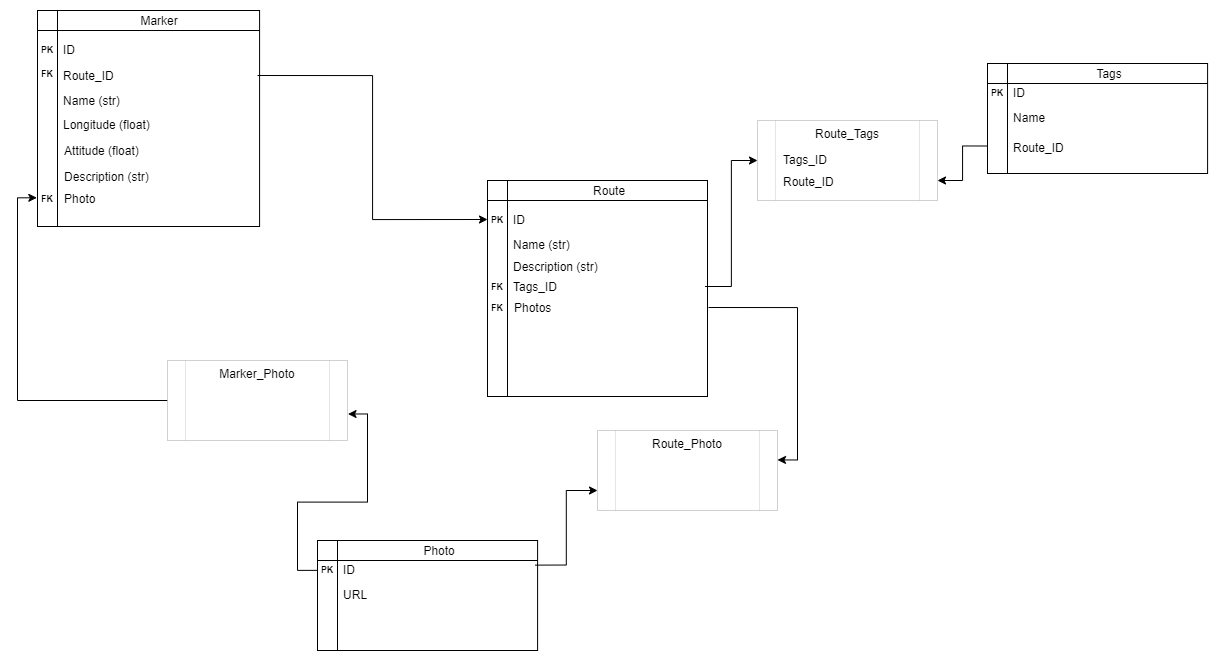 Marker
PK ID
FK Route_ID
Name (str)
Longitude (float)
Attitude (float)
Description (str)
FK Photo
Tags
PK ID
Name
Route_ID
Route_Tags
Tags_ID
Route_ID
Route
PK ID
Name (str)
Description (str)
FK Tags_ID
FK Photos
Marker_Photo
Route_Photo
Photo
PK ID
URL